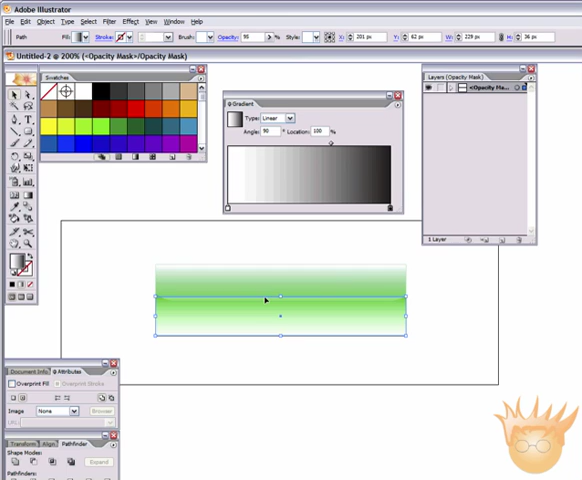 Adobe Illustrator
File Edit Object Type Select Filter Effect View Window Help
Path Fill: Stroke: Brush: Opacity: 95 % Style: X: 201 px Y: 62 px W: 229 px H: 36 px
Untitled-2 @ 200% (<Opacity Mask>/Opacity Mask)
Swatches
Layers (Opacity Mask)
<Opacity Ma...
Gradient
Type: Linear
Angle: 90 ° Location: 100 %
1 Layer
Document Info Attributes
Overprint Fill Overprint Stroke
Image None Browser
URL:
Transform Align Pathfinder
Shape Modes:
Expand
Pathfinders: